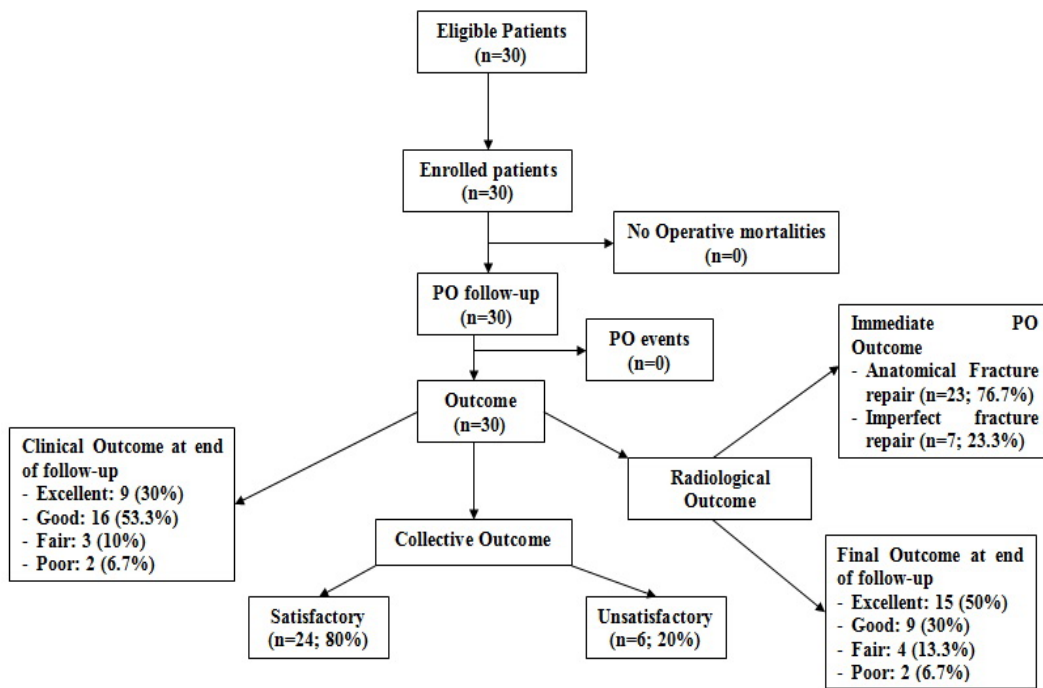 Eligible Patients
(n=30)
Enrolled patients
(n=30)
No Operative mortalities
(n=0)
PO follow-up
(n=30)
PO events
(n=0)
Outcome
(n=30)
Immediate PO
Outcome
- Anatomical Fracture
repair (n=23; 76.7%)
- Imperfect fracture
repair (n=7; 23.3%)
Clinical Outcome at end
of follow-up
- Excellent: 9 (30%)
- Good: 16 (53.3%)
- Fair: 3 (10%)
- Poor: 2 (6.7%)
Radiological
Outcome
Collective Outcome
Satisfactory
(n=24; 80%)
Unsatisfactory
(n=6; 20%)
Final Outcome at end
of follow-up
- Excellent: 15 (50%)
- Good: 9 (30%)
- Fair: 4 (13.3%)
- Poor: 2 (6.7%)